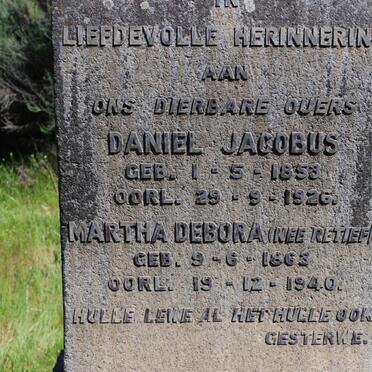 IN
LIEFDEVOLLE HERINNERIN
AAN
ONS DIERBARE OUERS
DANIEL JACOBUS
GEB. 1-5-1853
OORL. 29-9-1926.
MARTHA DEBORA (NEE RETIEF)
GEB. 9-6-1863
OORL. 19-12-1940.
HULLE LEWE AL HET HULLE OOK
GESTERWE.